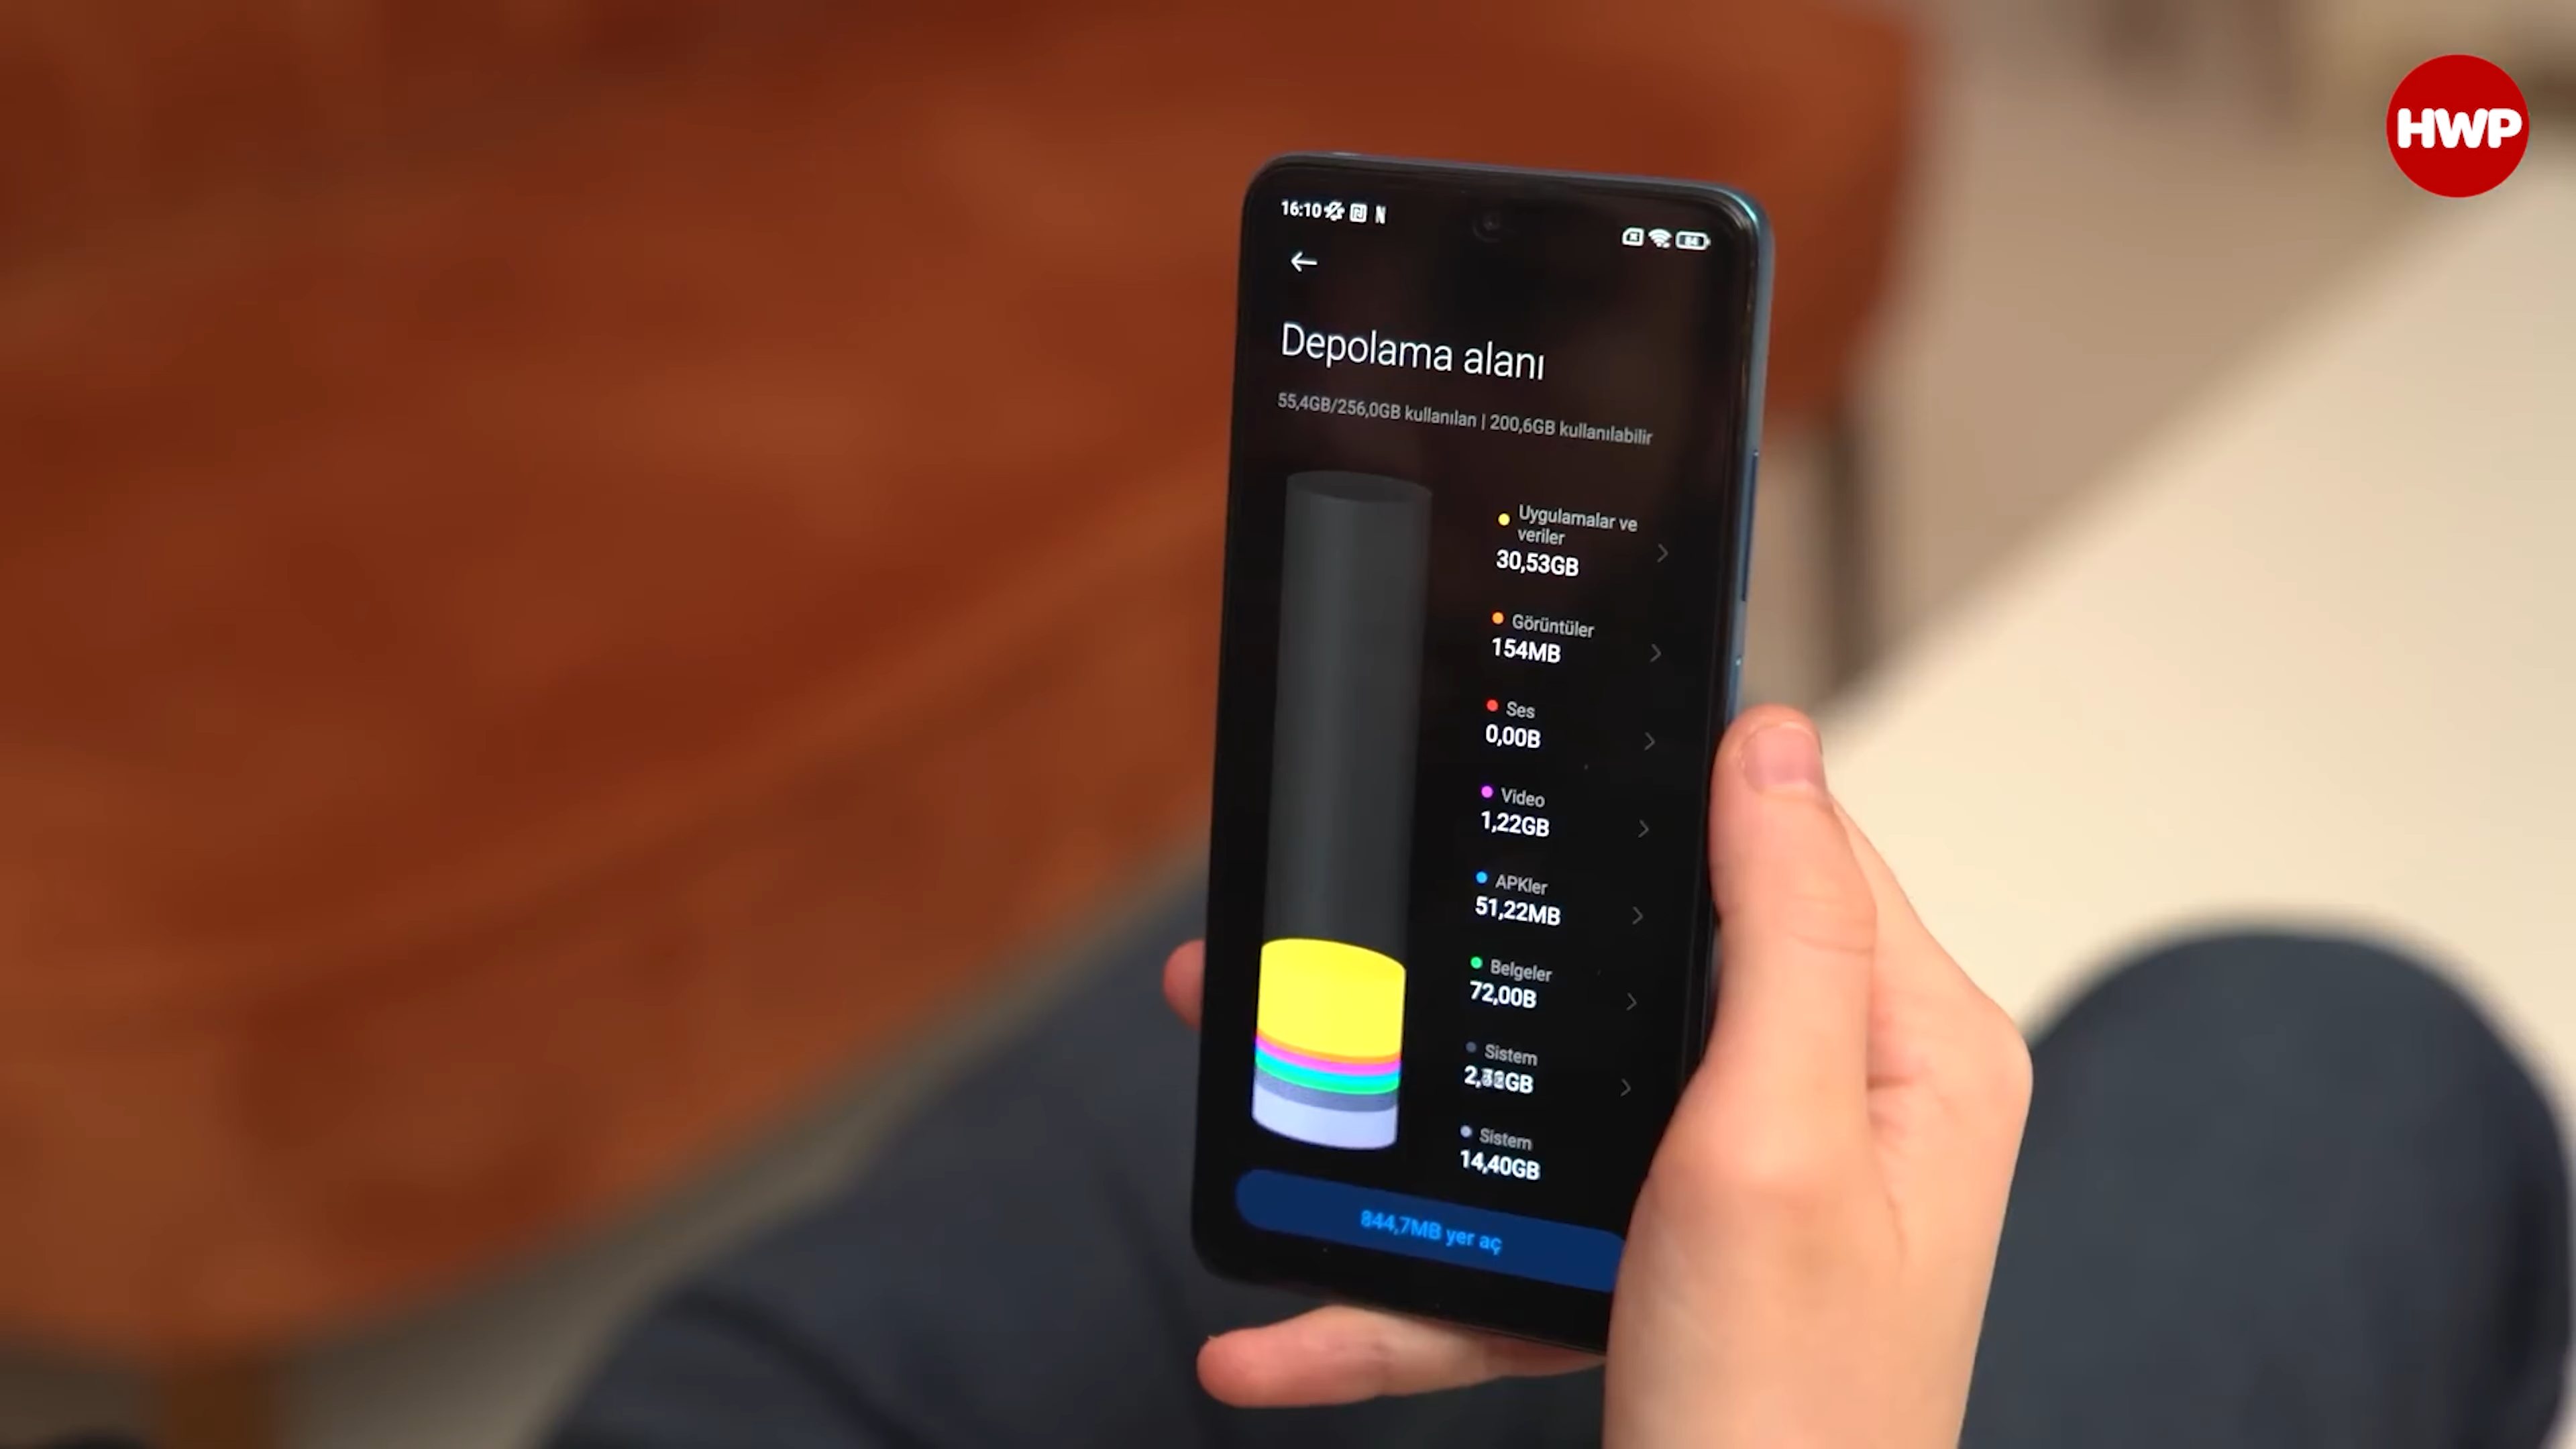 HWP
16:10
84
Depolama alanı
55,4GB/256,0GB kullanılan | 200,6GB kullanılabilir
Uygulamalar ve
veriler
30,53GB
Görüntüler
154MB
Ses
0,00B
Video
1,22GB
APKler
51,22MB
Belgeler
72,00B
Sistem
Sistem
14,40GB
844,7MB yer aç